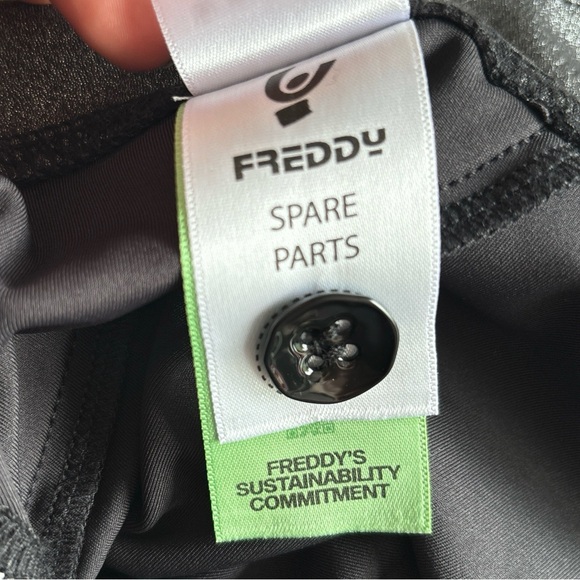 FREDDY
SPARE
PARTS
FREDDY'S
SUSTAINABILITY
COMMITMENT